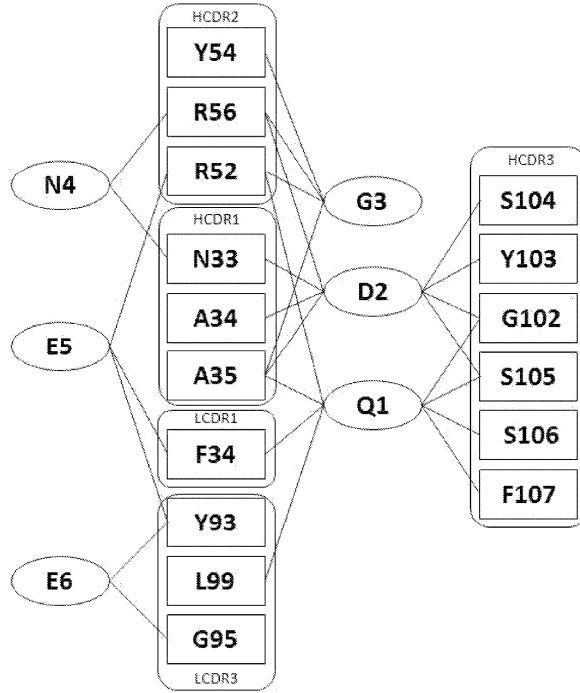 HCDR2
Y54
R56
R52
N4
G3
HCDR1
N33
A34
A35
D2
E5
Q1
LCDR1
F34
Y93
L99
G95
LCDR3
E6
HCDR3
S104
Y103
G102
S105
S106
F107